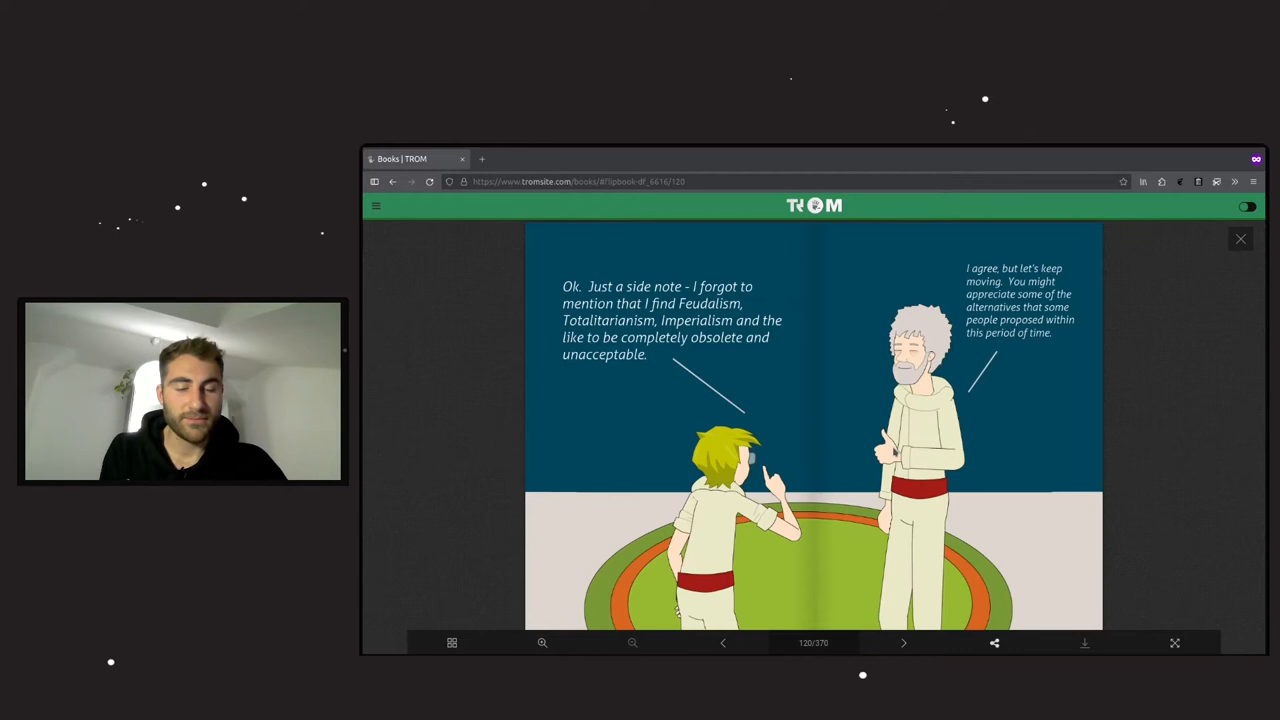 Books | TROM
https://www.tromsite.com/books/#flipbook-df_6616/120
TROM
Ok. Just a side note - I forgot to
mention that I find Feudalism,
Totalitarianism, Imperialism and the
like to be completely obsolete and
unacceptable.
I agree, but let's keep
moving. You might
appreciate some of the
alternatives that some
people proposed within
this period of time.
120/370